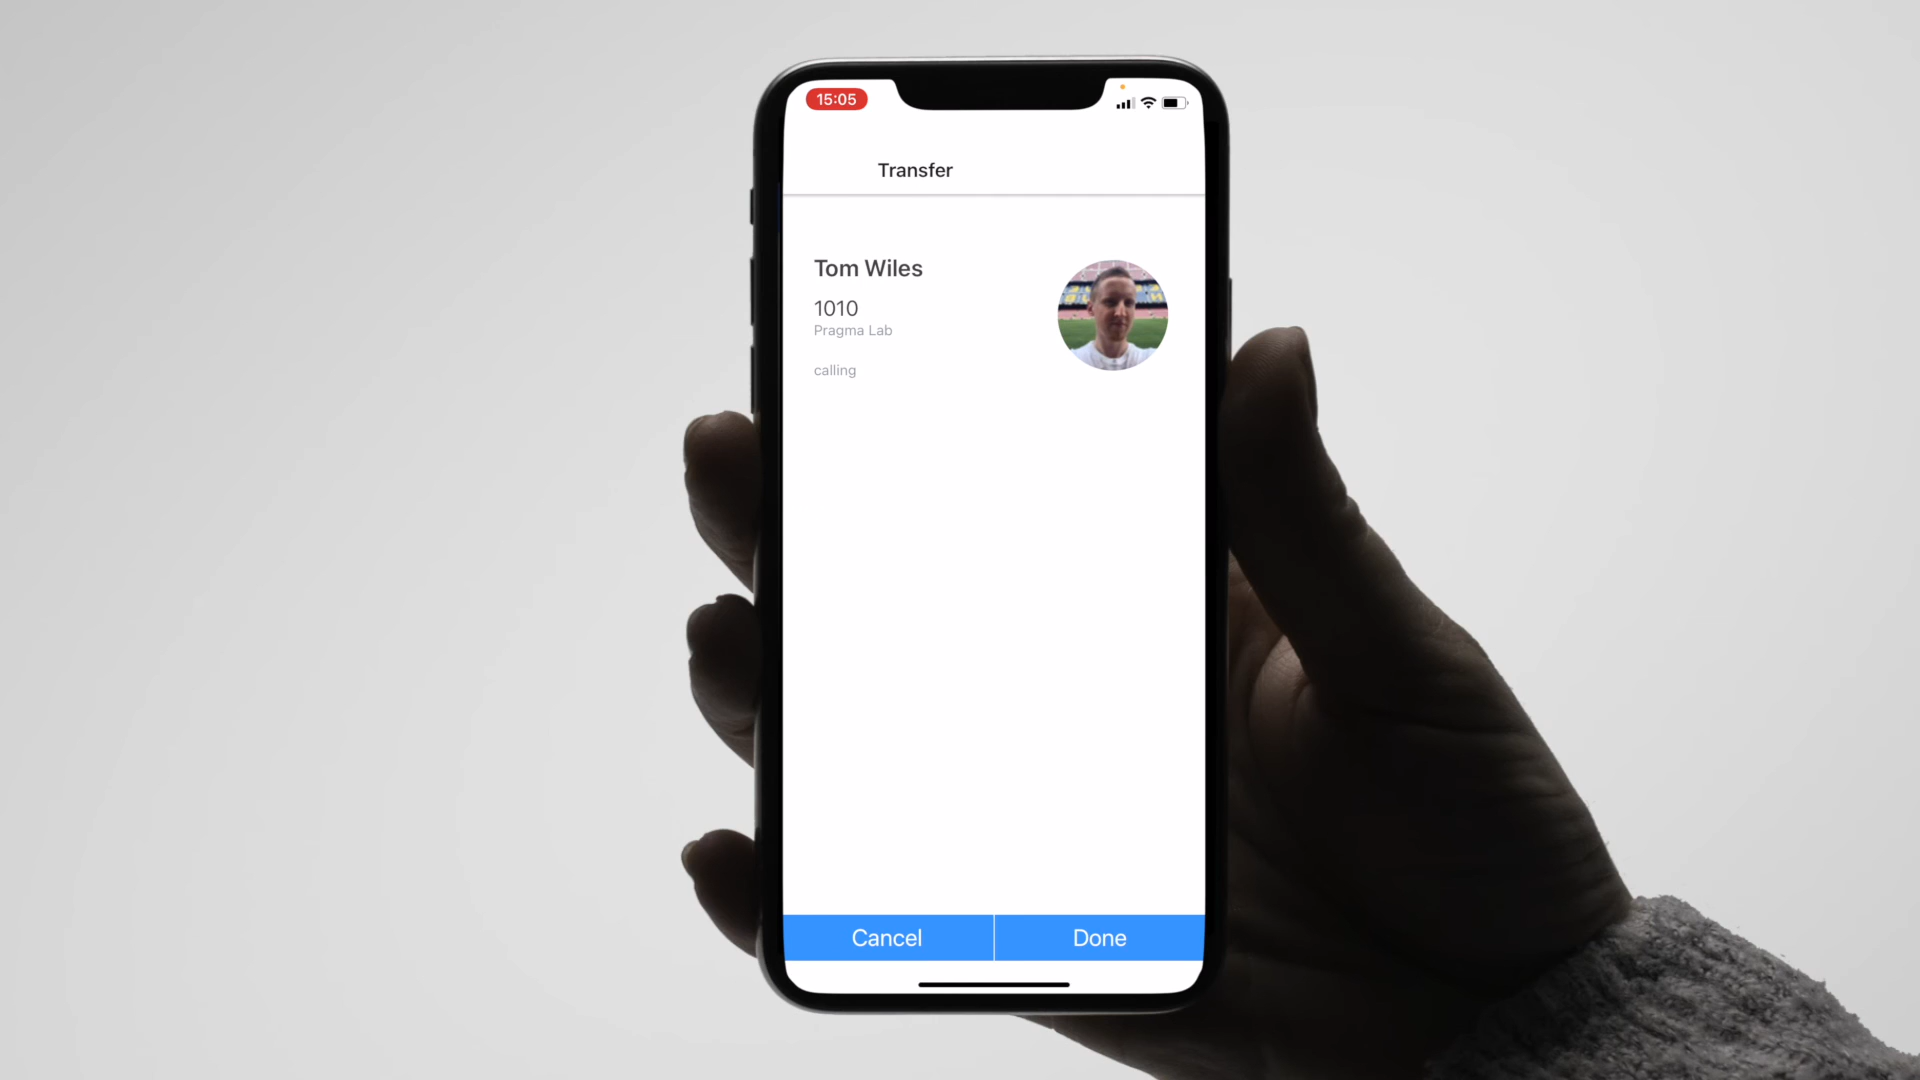 15:05
Transfer
Tom Wiles
1010
Pragma Lab
calling
Cancel
Done